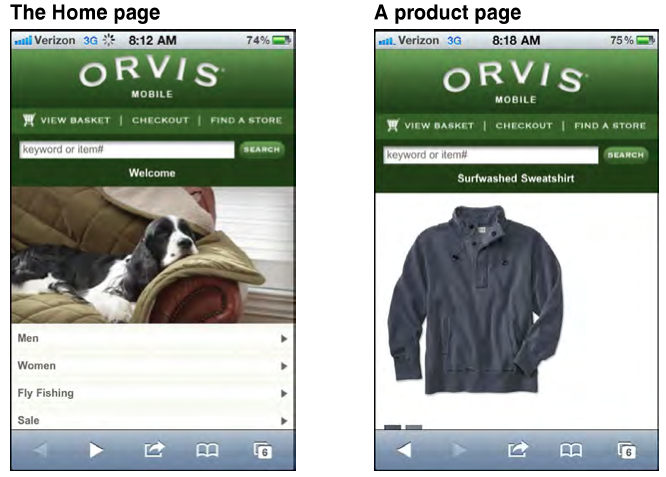 The Home page
Verizon 3G 8:12 AM 74%
ORVIS
MOBILE
VIEW BASKET | CHECKOUT | FIND A STORE
keyword or item# SEARCH
Welcome
Men
Women
Fly Fishing
Sale
6
A product page
Verizon 3G 8:18 AM 75%
ORVIS
MOBILE
VIEW BASKET | CHECKOUT | FIND A STORE
keyword or item# SEARCH
Surfwashed Sweatshirt
6